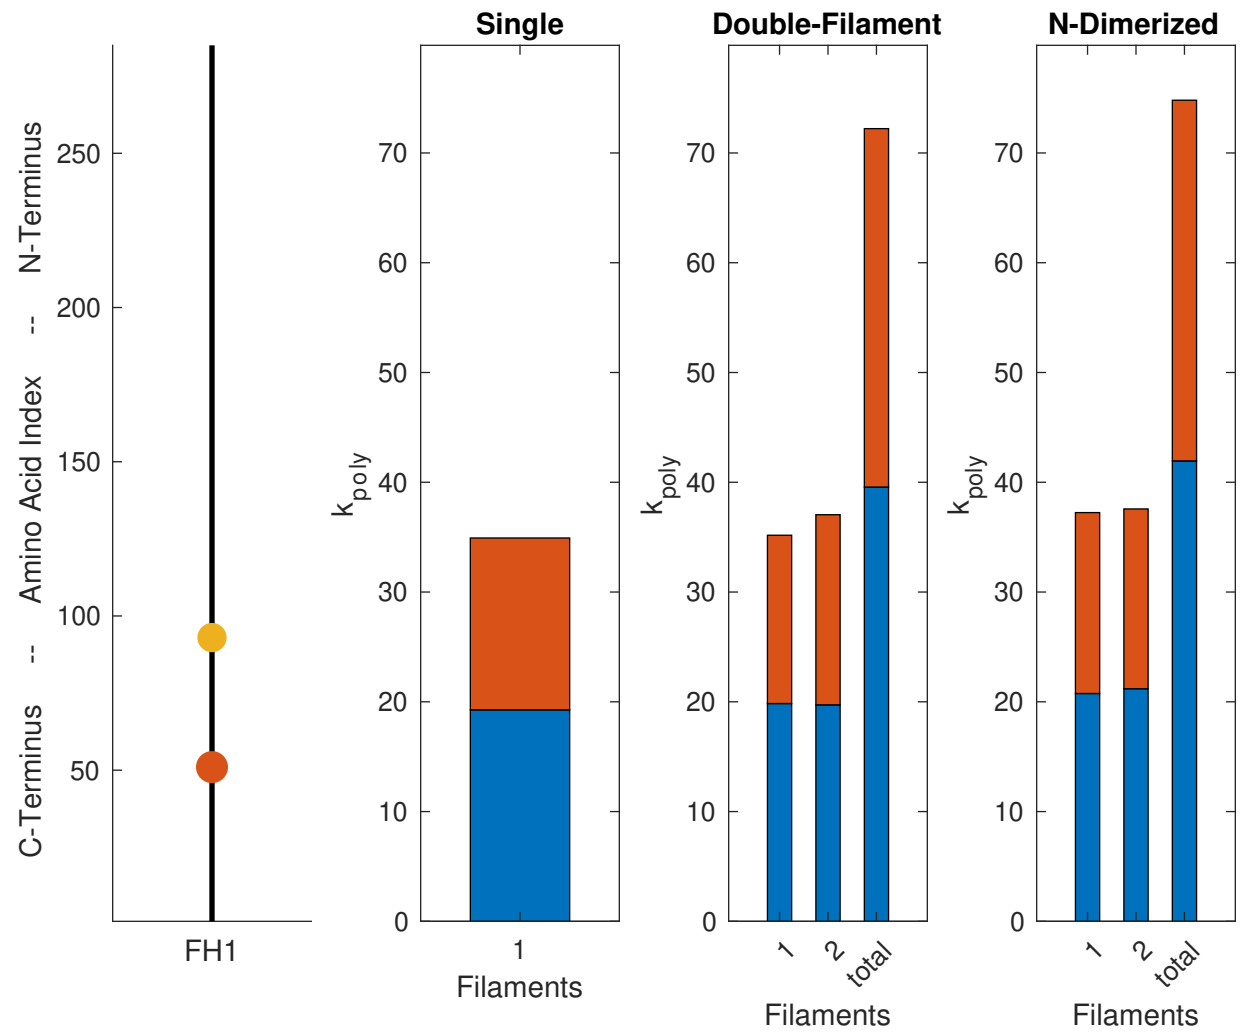 Single
Double-Filament
N-Dimerized
C-Terminus -- Amino Acid Index -- N-Terminus
250
200
150
100
50
FH1
k_poly
70
60
50
40
30
20
10
0
1
Filaments
k_poly
70
60
50
40
30
20
10
0
1
2
total
Filaments
k_poly
70
60
50
40
30
20
10
0
1
2
total
Filaments